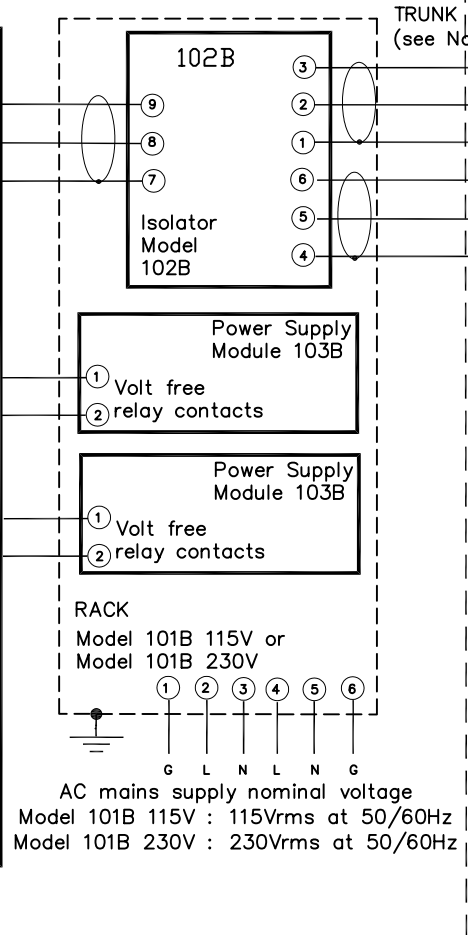 TRUNK
(see No
102B
3
2
1
6
5
4
9
8
7
Isolator
Model
102B
Power Supply
Module 103B
1
Volt free
2 relay contacts
Power Supply
Module 103B
1
Volt free
2 relay contacts
RACK
Model 101B 115V or
Model 101B 230V
1 2 3 4 5 6
G L N L N G
AC mains supply nominal voltage
Model 101B 115V : 115Vrms at 50/60Hz
Model 101B 230V : 230Vrms at 50/60Hz